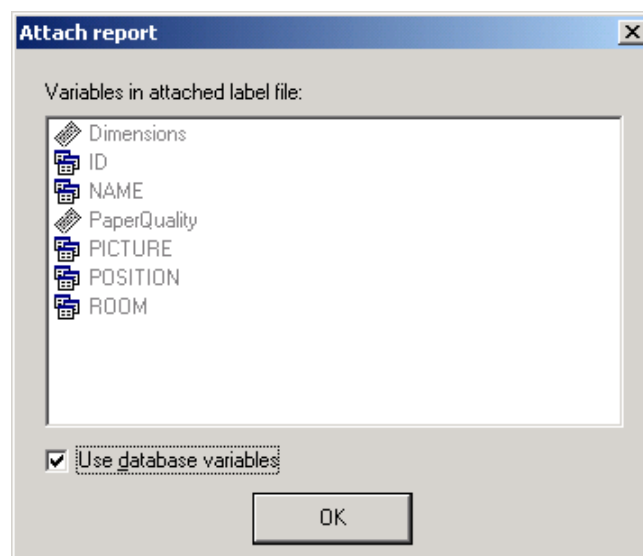 Attach report
Variables in attached label file:
Dimensions
ID
NAME
PaperQuality
PICTURE
POSITION
ROOM
Use database variables
OK